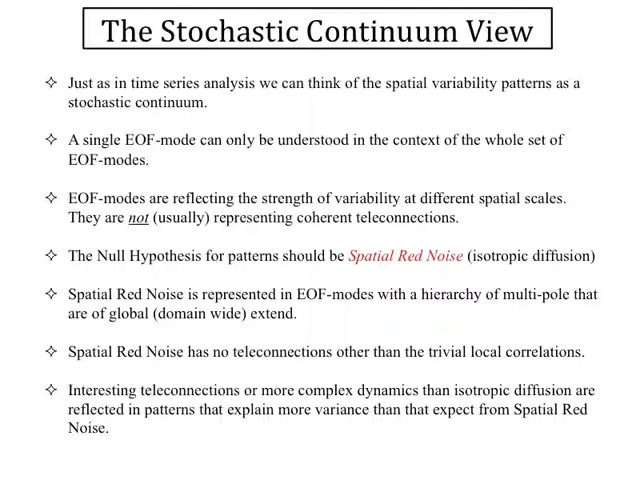 The Stochastic Continuum View
✧ Just as in time series analysis we can think of the spatial variability patterns as a
stochastic continuum.
✧ A single EOF-mode can only be understood in the context of the whole set of
EOF-modes.
✧ EOF-modes are reflecting the strength of variability at different spatial scales.
They are not (usually) representing coherent teleconnections.
✧ The Null Hypothesis for patterns should be Spatial Red Noise (isotropic diffusion)
✧ Spatial Red Noise is represented in EOF-modes with a hierarchy of multi-pole that
are of global (domain wide) extend.
✧ Spatial Red Noise has no teleconnections other than the trivial local correlations.
✧ Interesting teleconnections or more complex dynamics than isotropic diffusion are
reflected in patterns that explain more variance than that expect from Spatial Red
Noise.